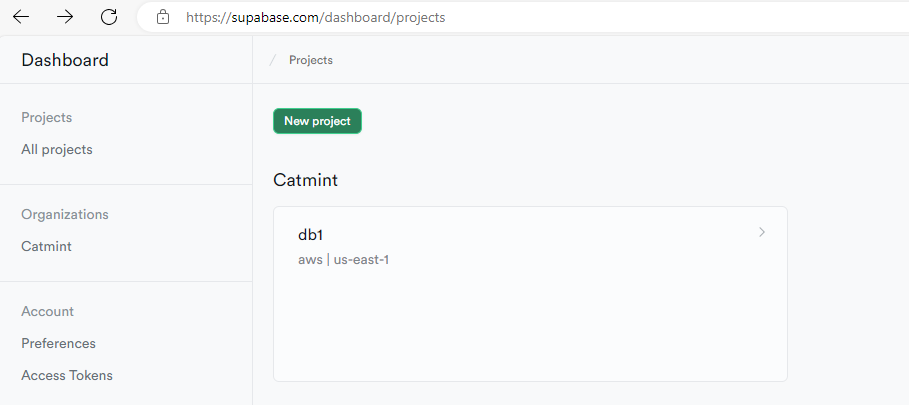 https://supabase.com/dashboard/projects
Dashboard
/ Projects
Projects
All projects
Organizations
Catmint
Account
Preferences
Access Tokens
New project
Catmint
db1
aws | us-east-1